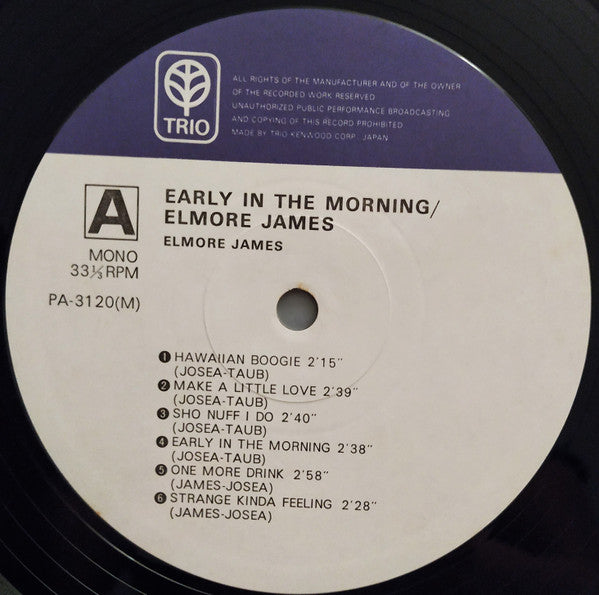 TRIO
ALL RIGHTS OF THE MANUFACTURER AND OF THE OWNER
OF THE RECORDED WORK RESERVED
UNAUTHORIZED PUBLIC PERFORMANCE BROADCASTING
AND COPYING OF THIS RECORD PROHIBITED
MADE BY TRIO-KENWOOD CORP. JAPAN
A
MONO
33⅓RPM
PA-3120(M)
EARLY IN THE MORNING/
ELMORE JAMES
ELMORE JAMES
❶ HAWAIIAN BOOGIE 2'15"
(JOSEA-TAUB)
❷ MAKE A LITTLE LOVE 2'39"
(JOSEA-TAUB)
❸ SHO NUFF I DO 2'40"
(JOSEA-TAUB)
❹ EARLY IN THE MORNING 2'38"
(JOSEA-TAUB)
❺ ONE MORE DRINK 2'58"
(JAMES-JOSEA)
❻ STRANGE KINDA FEELING 2'28"
(JAMES-JOSEA)